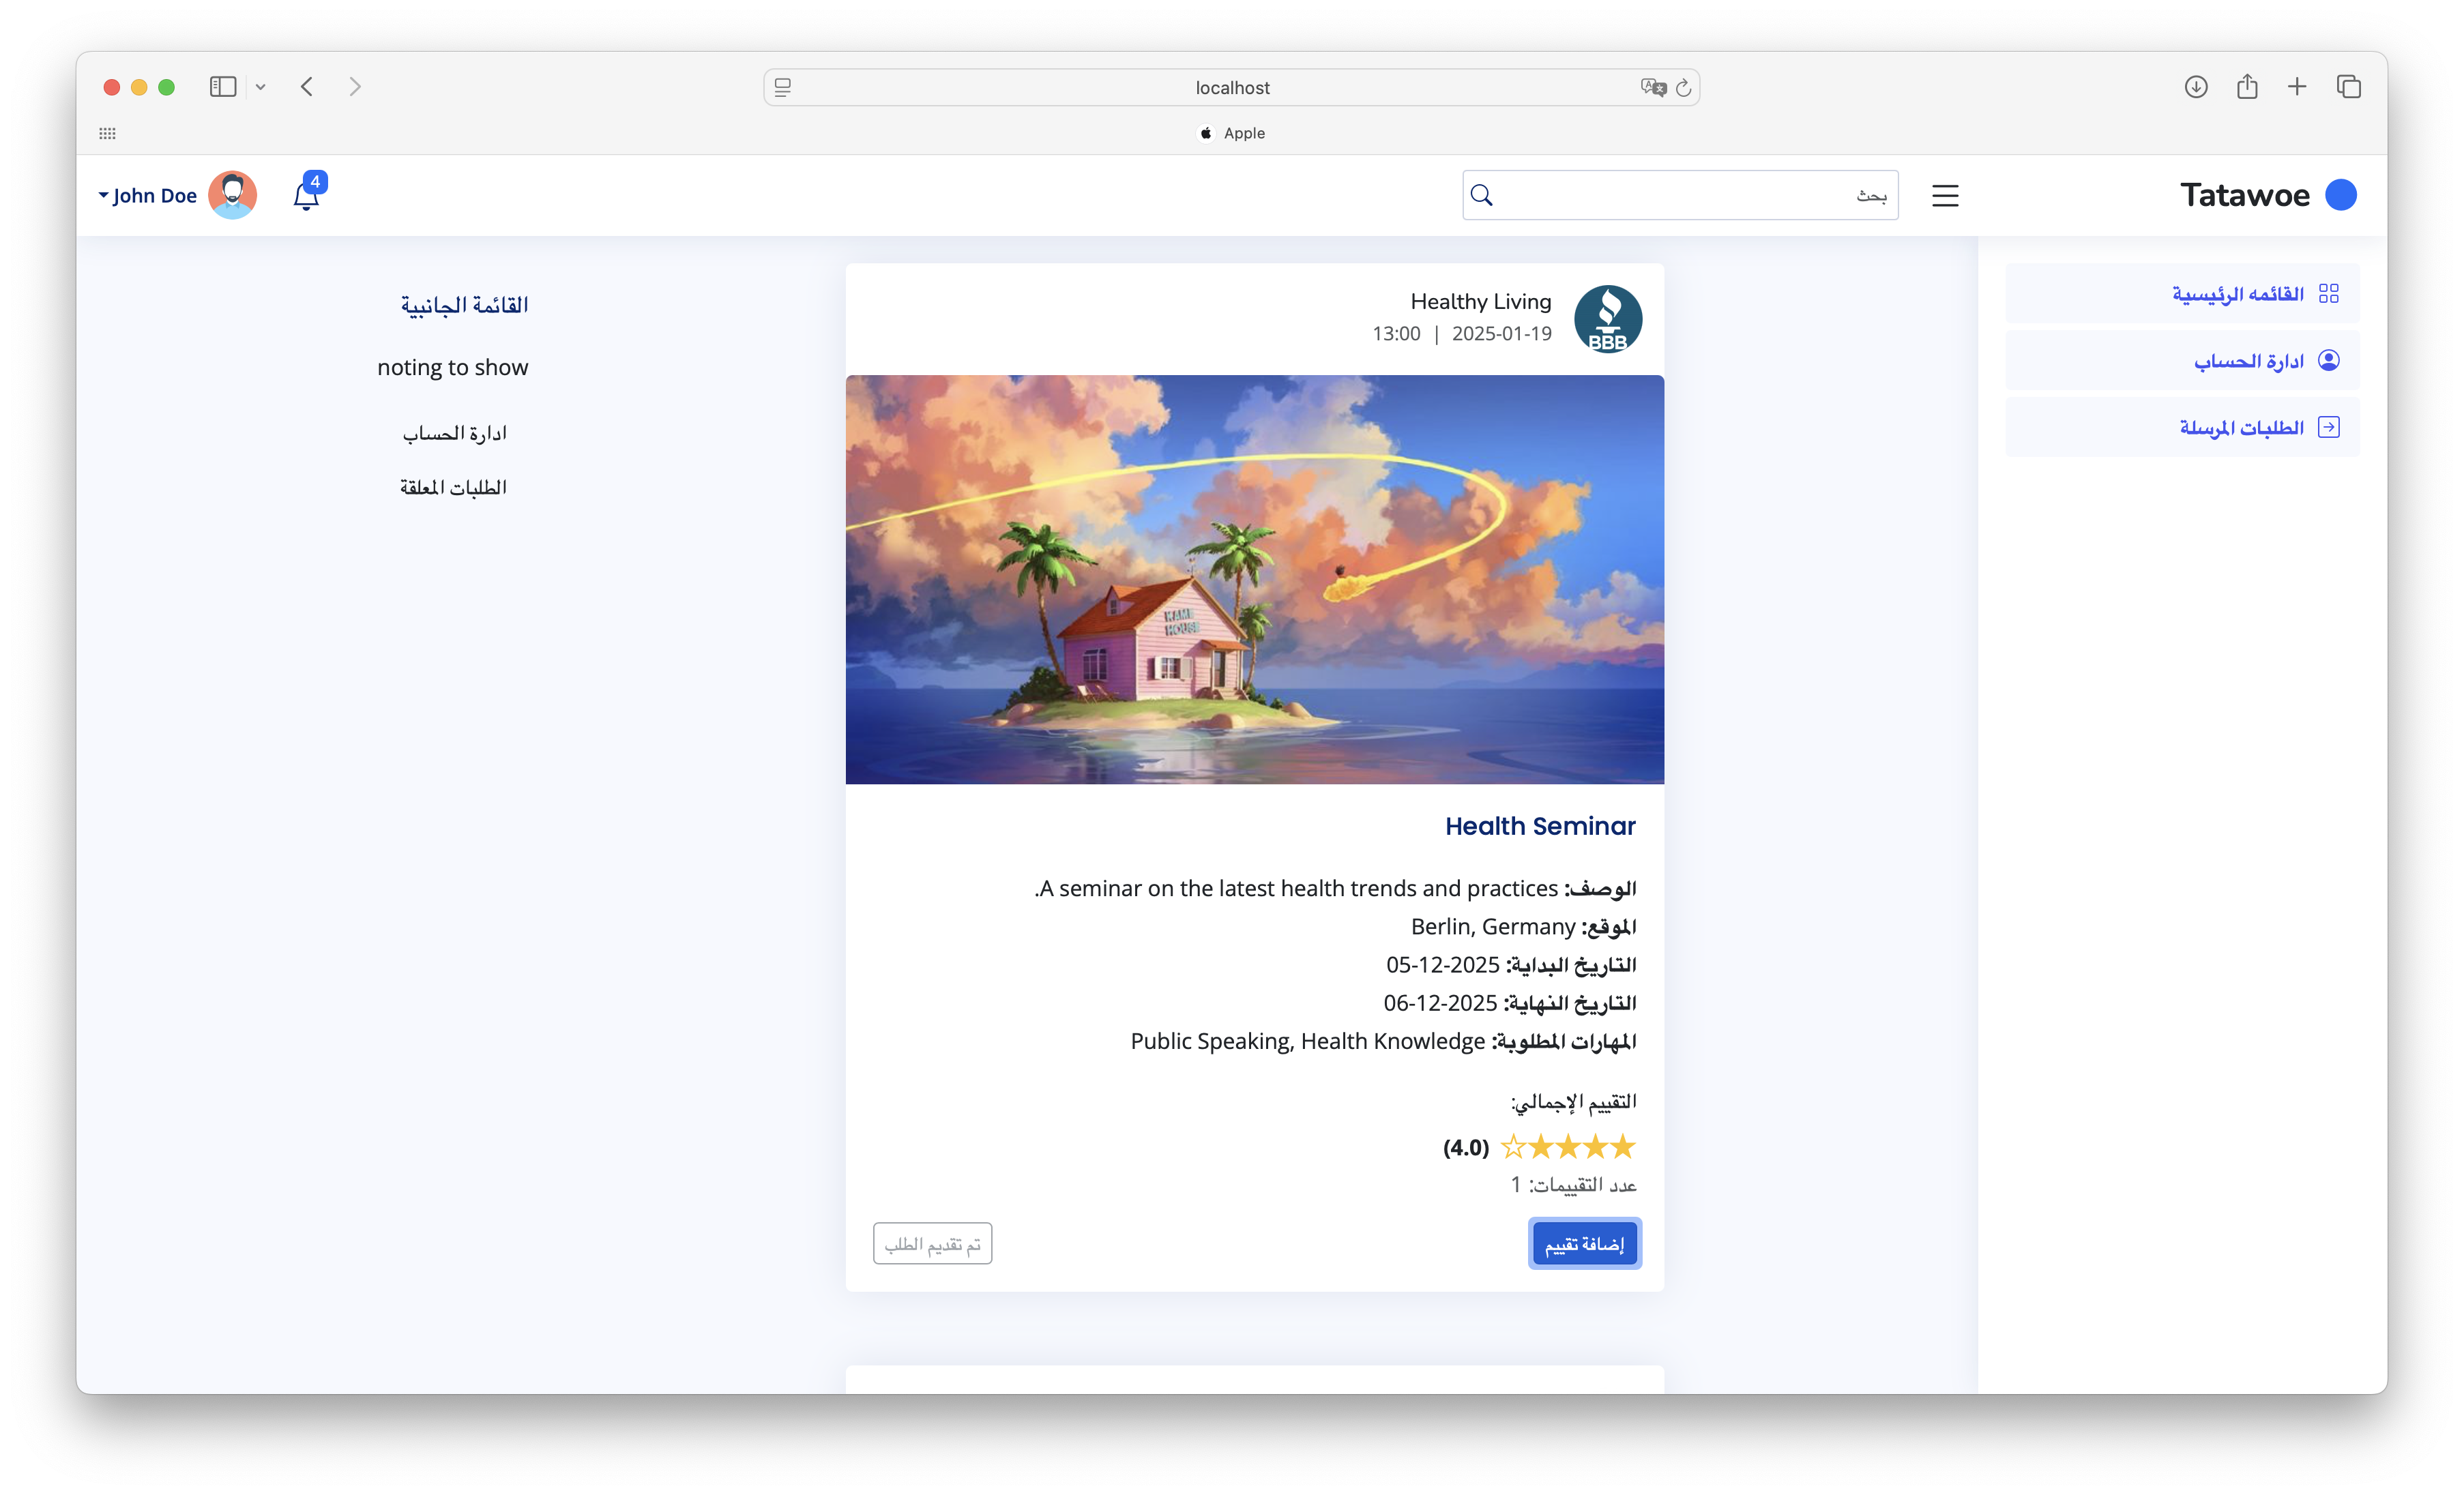 localhost
Apple
Tatawoe
بحث
4
John Doe
القائمه الرئيسية
ادارة الحساب
الطلبات المرسلة
Healthy Living
2025-01-19 | 13:00
BBB
KAME
HOUSE
Health Seminar
الوصف: A seminar on the latest health trends and practices.
الموقع: Berlin, Germany
التاريخ البداية: 05-12-2025
التاريخ النهاية: 06-12-2025
المهارات المطلوبة: Public Speaking, Health Knowledge
التقييم الإجمالي:
★★★★☆ (4.0)
عدد التقييمات: 1
إضافة تقييم
تم تقديم الطلب
القائمة الجانبية
noting to show
ادارة الحساب
الطلبات المعلقة